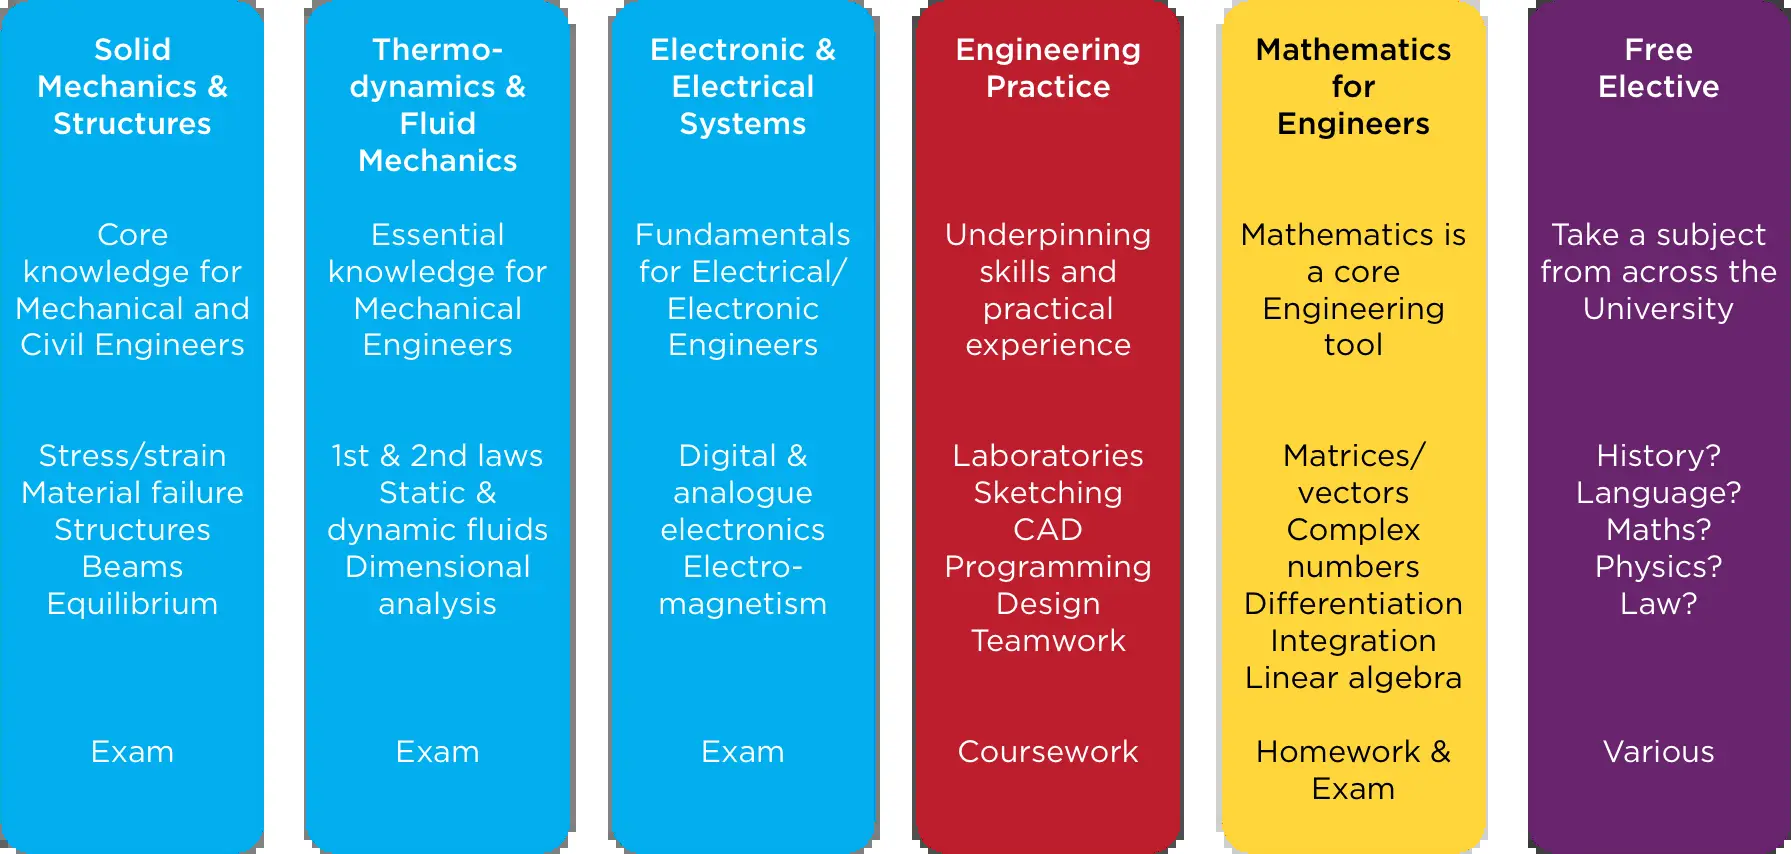 Solid
Mechanics &
Structures
Core
knowledge for
Mechanical and
Civil Engineers
Stress/strain
Material failure
Structures
Beams
Equilibrium
Exam
Thermo-
dynamics &
Fluid
Mechanics
Essential
knowledge for
Mechanical
Engineers
1st & 2nd laws
Static &
dynamic fluids
Dimensional
analysis
Exam
Electronic &
Electrical
Systems
Fundamentals
for Electrical/
Electronic
Engineers
Digital &
analogue
electronics
Electro-
magnetism
Exam
Engineering
Practice
Underpinning
skills and
practical
experience
Laboratories
Sketching
CAD
Programming
Design
Teamwork
Coursework
Mathematics
for
Engineers
Mathematics is
a core
Engineering
tool
Matrices/
vectors
Complex
numbers
Differentiation
Integration
Linear algebra
Homework &
Exam
Free
Elective
Take a subject
from across the
University
History?
Language?
Maths?
Physics?
Law?
Various